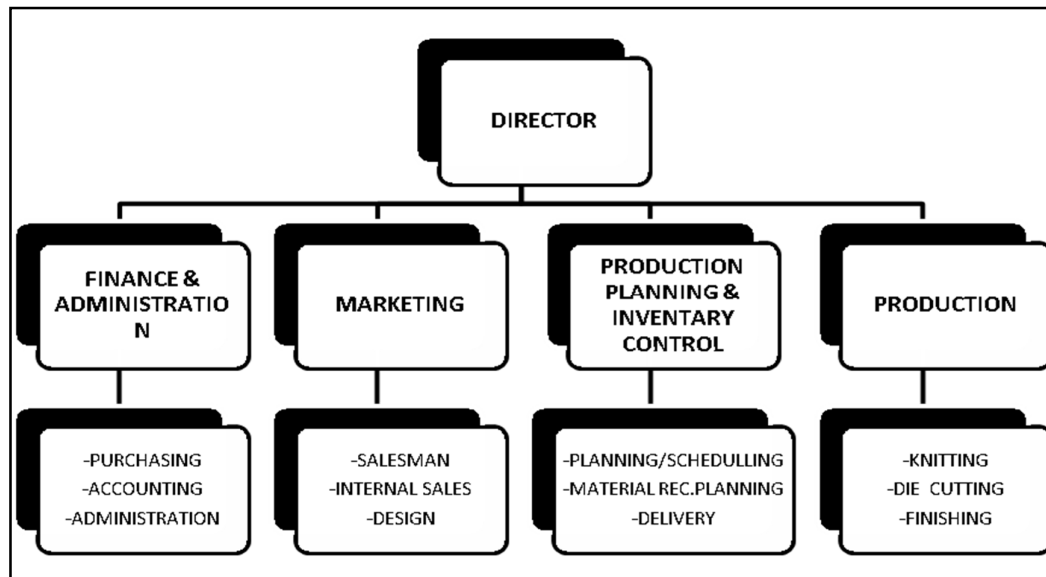 DIRECTOR
FINANCE &
ADMINISTRATIO
N
MARKETING
PRODUCTION
PLANNING &
INVENTARY
CONTROL
PRODUCTION
-PURCHASING
-ACCOUNTING
-ADMINISTRATION
-SALESMAN
-INTERNAL SALES
-DESIGN
-PLANNING/SCHEDULLING
-MATERIAL REC.PLANNING
-DELIVERY
-KNITTING
-DIE CUTTING
-FINISHING